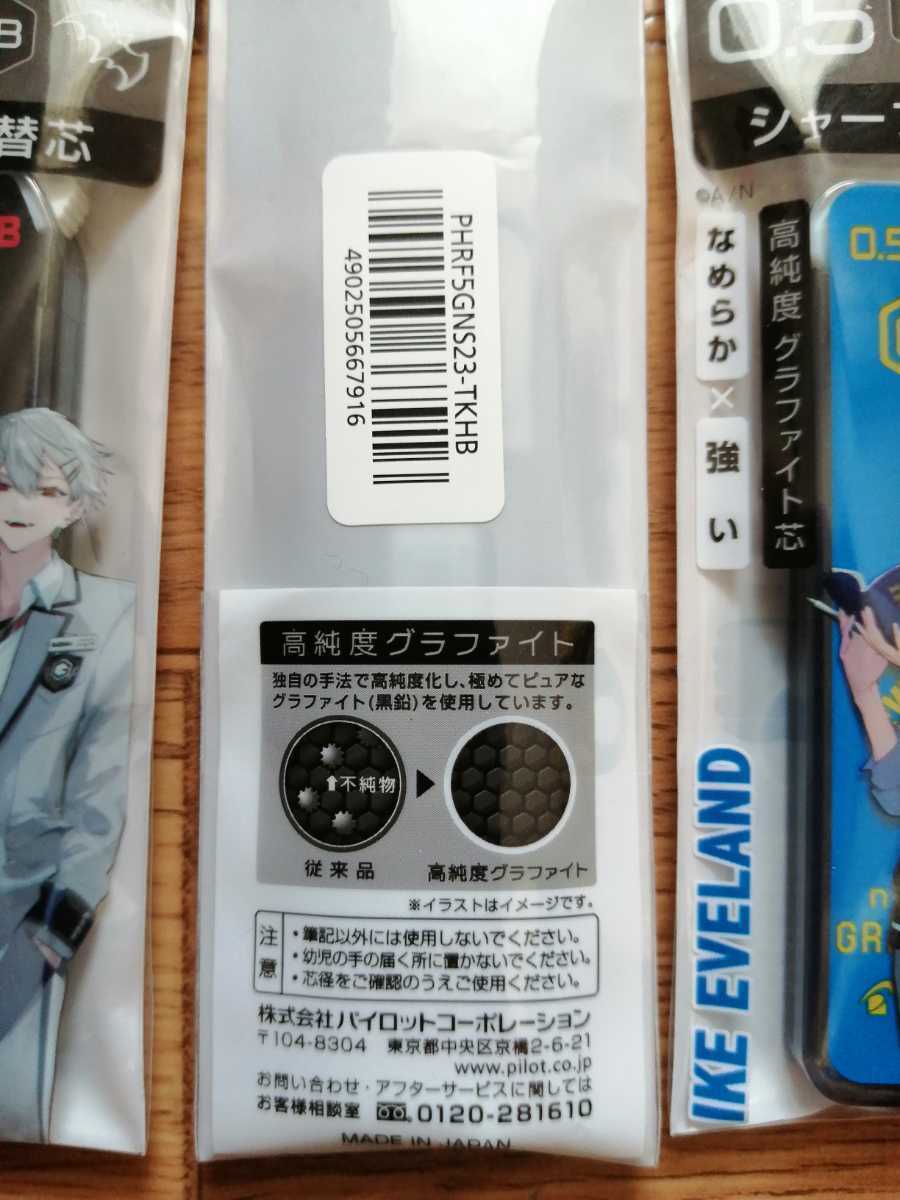 B
替芯
B
PHRF5GNS23-TKHB
4902505667916
高純度グラファイト
独自の手法で高純度化し、極めてピュアな
グラファイト(黒鉛)を使用しています。
⬆不純物
従来品
高純度グラファイト
※イラストはイメージです。
注意
・筆記以外には使用しないでください。
・幼児の手の届く所に置かないでください。
・芯径をご確認のうえご使用ください。
株式会社パイロットコーポレーション
〒104-8304 東京都中央区京橋2-6-21
www.pilot.co.jp
お問い合わせ・アフターサービスに関しては
お客様相談室 0120-281610
MADE IN JAPAN
0.5
シャープ
©A/N
高純度グラファイト芯
なめらか×強い
0.5
GR
IKE EVELAND